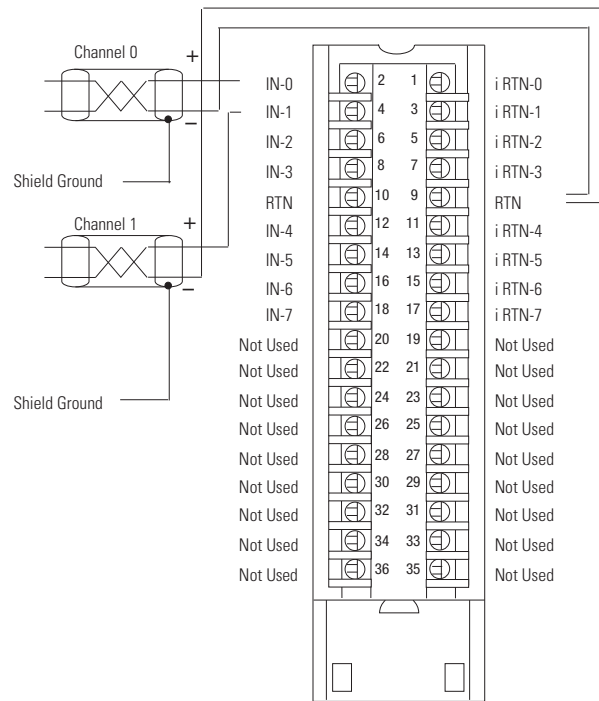 Channel 0
+
–
Shield Ground
Channel 1
+
–
Shield Ground
IN-0 2 1 i RTN-0
IN-1 4 3 i RTN-1
IN-2 6 5 i RTN-2
IN-3 8 7 i RTN-3
RTN 10 9 RTN
IN-4 12 11 i RTN-4
IN-5 14 13 i RTN-5
IN-6 16 15 i RTN-6
IN-7 18 17 i RTN-7
Not Used 20 19 Not Used
Not Used 22 21 Not Used
Not Used 24 23 Not Used
Not Used 26 25 Not Used
Not Used 28 27 Not Used
Not Used 30 29 Not Used
Not Used 32 31 Not Used
Not Used 34 33 Not Used
Not Used 36 35 Not Used